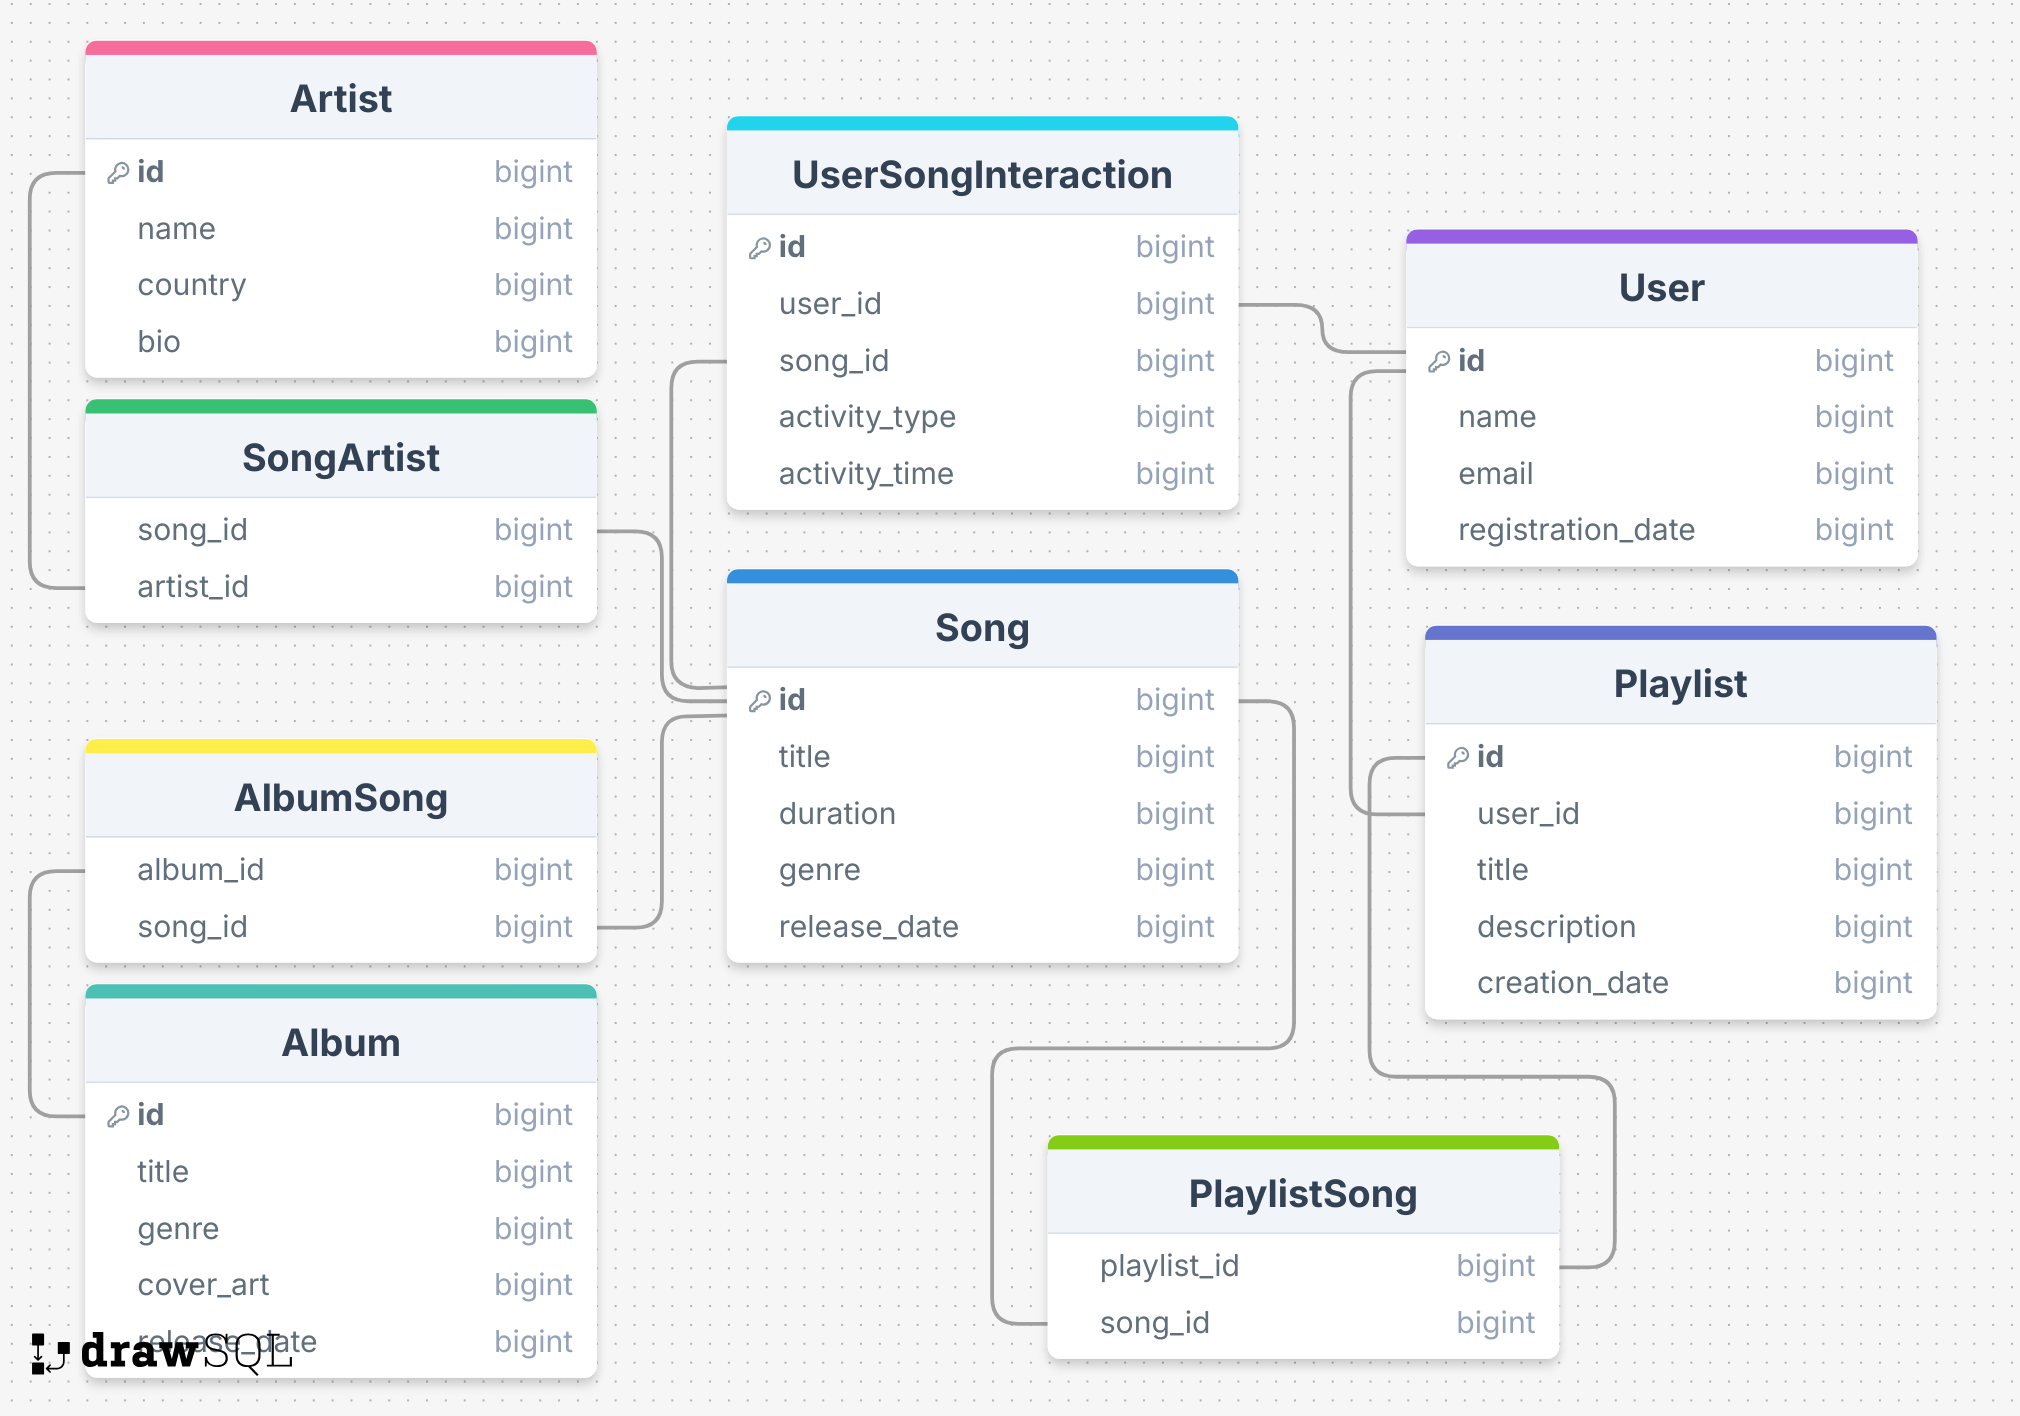 Artist
id bigint
name bigint
country bigint
bio bigint
SongArtist
song_id bigint
artist_id bigint
AlbumSong
album_id bigint
song_id bigint
Album
id bigint
title bigint
genre bigint
cover_art bigint
release_date bigint
drawSQL
UserSongInteraction
id bigint
user_id bigint
song_id bigint
activity_type bigint
activity_time bigint
Song
id bigint
title bigint
duration bigint
genre bigint
release_date bigint
User
id bigint
name bigint
email bigint
registration_date bigint
Playlist
id bigint
user_id bigint
title bigint
description bigint
creation_date bigint
PlaylistSong
playlist_id bigint
song_id bigint